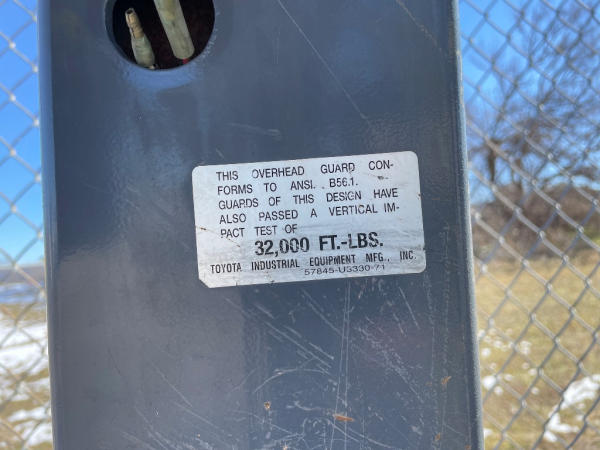 THIS OVERHEAD GUARD CON-
FORMS TO ANSI. . B56.1.
GUARDS OF THIS DESIGN HAVE
ALSO PASSED A VERTICAL IM-
PACT TEST OF
32,000 FT.-LBS.
TOYOTA INDUSTRIAL EQUIPMENT MFG., INC.
57845-U3330-71